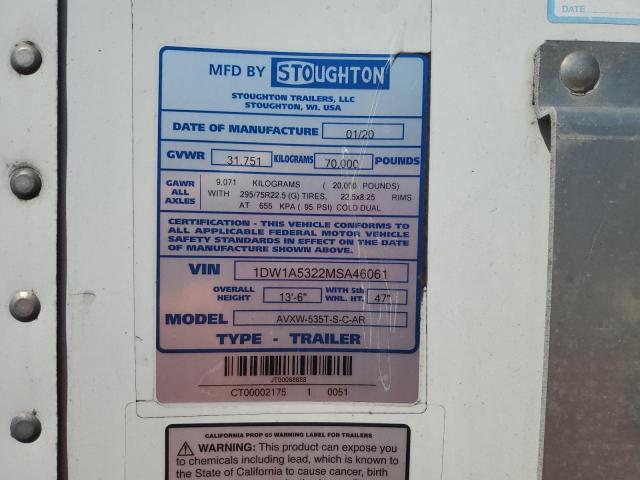 DATE
MFD BY STOUGHTON
STOUGHTON TRAILERS, LLC
STOUGHTON, WI. USA
DATE OF MANUFACTURE 01/20
GVWR 31,751 KILOGRAMS 70,000 POUNDS
GAWR ALL AXLES
9,071 KILOGRAMS ( 20,000 POUNDS)
WITH 295/75R22.5 (G) TIRES, 22.5x8.25 RIMS
AT 655 KPA ( 95 PSI) COLD DUAL
CERTIFICATION - THIS VEHICLE CONFORMS TO
ALL APPLICABLE FEDERAL MOTOR VEHICLE
SAFETY STANDARDS IN EFFECT ON THE DATE
OF MANUFACTURE SHOWN ABOVE.
VIN 1DW1A5322MSA46061
OVERALL HEIGHT 13'-6" WITH 5th WHL. HT. 47"
MODEL AVXW-535T-S-C-AR
TYPE - TRAILER
JT00088688
CT00002175 1 0051
CALIFORNIA PROP 65 WARNING LABEL FOR TRAILERS
WARNING: This product can expose you
to chemicals including lead, which is known to the
State of California to cause cancer, birth